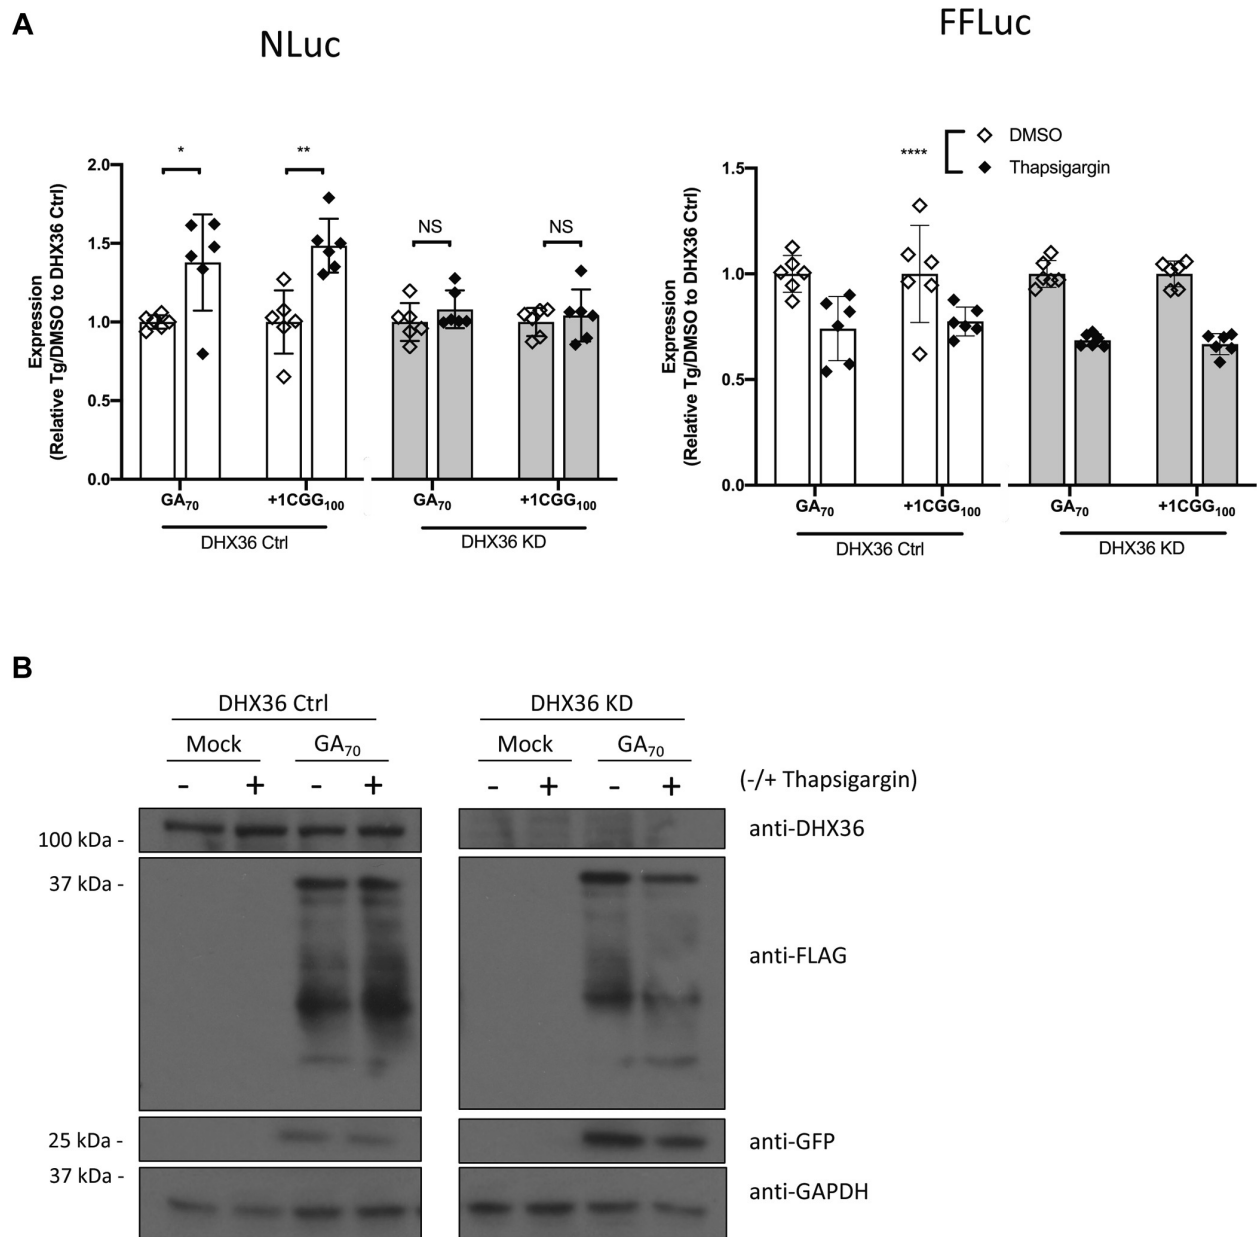 A
NLuc
FFLuc
Expression
(Relative Tg/DMSO to DHX36 Ctrl)
2.0
1.5
1.0
0.5
0.0
*
**
NS
NS
GA70
+1CGG100
GA70
+1CGG100
DHX36 Ctrl
DHX36 KD
Expression
(Relative Tg/DMSO to DHX36 Ctrl)
1.5
1.0
0.5
0.0
****
DMSO
Thapsigargin
GA70
+1CGG100
GA70
+1CGG100
DHX36 Ctrl
DHX36 KD
B
DHX36 Ctrl
DHX36 KD
Mock
GA70
Mock
GA70
- + - +
- + - +
(-/+ Thapsigargin)
100 kDa -
anti-DHX36
37 kDa -
anti-FLAG
25 kDa -
anti-GFP
37 kDa -
anti-GAPDH